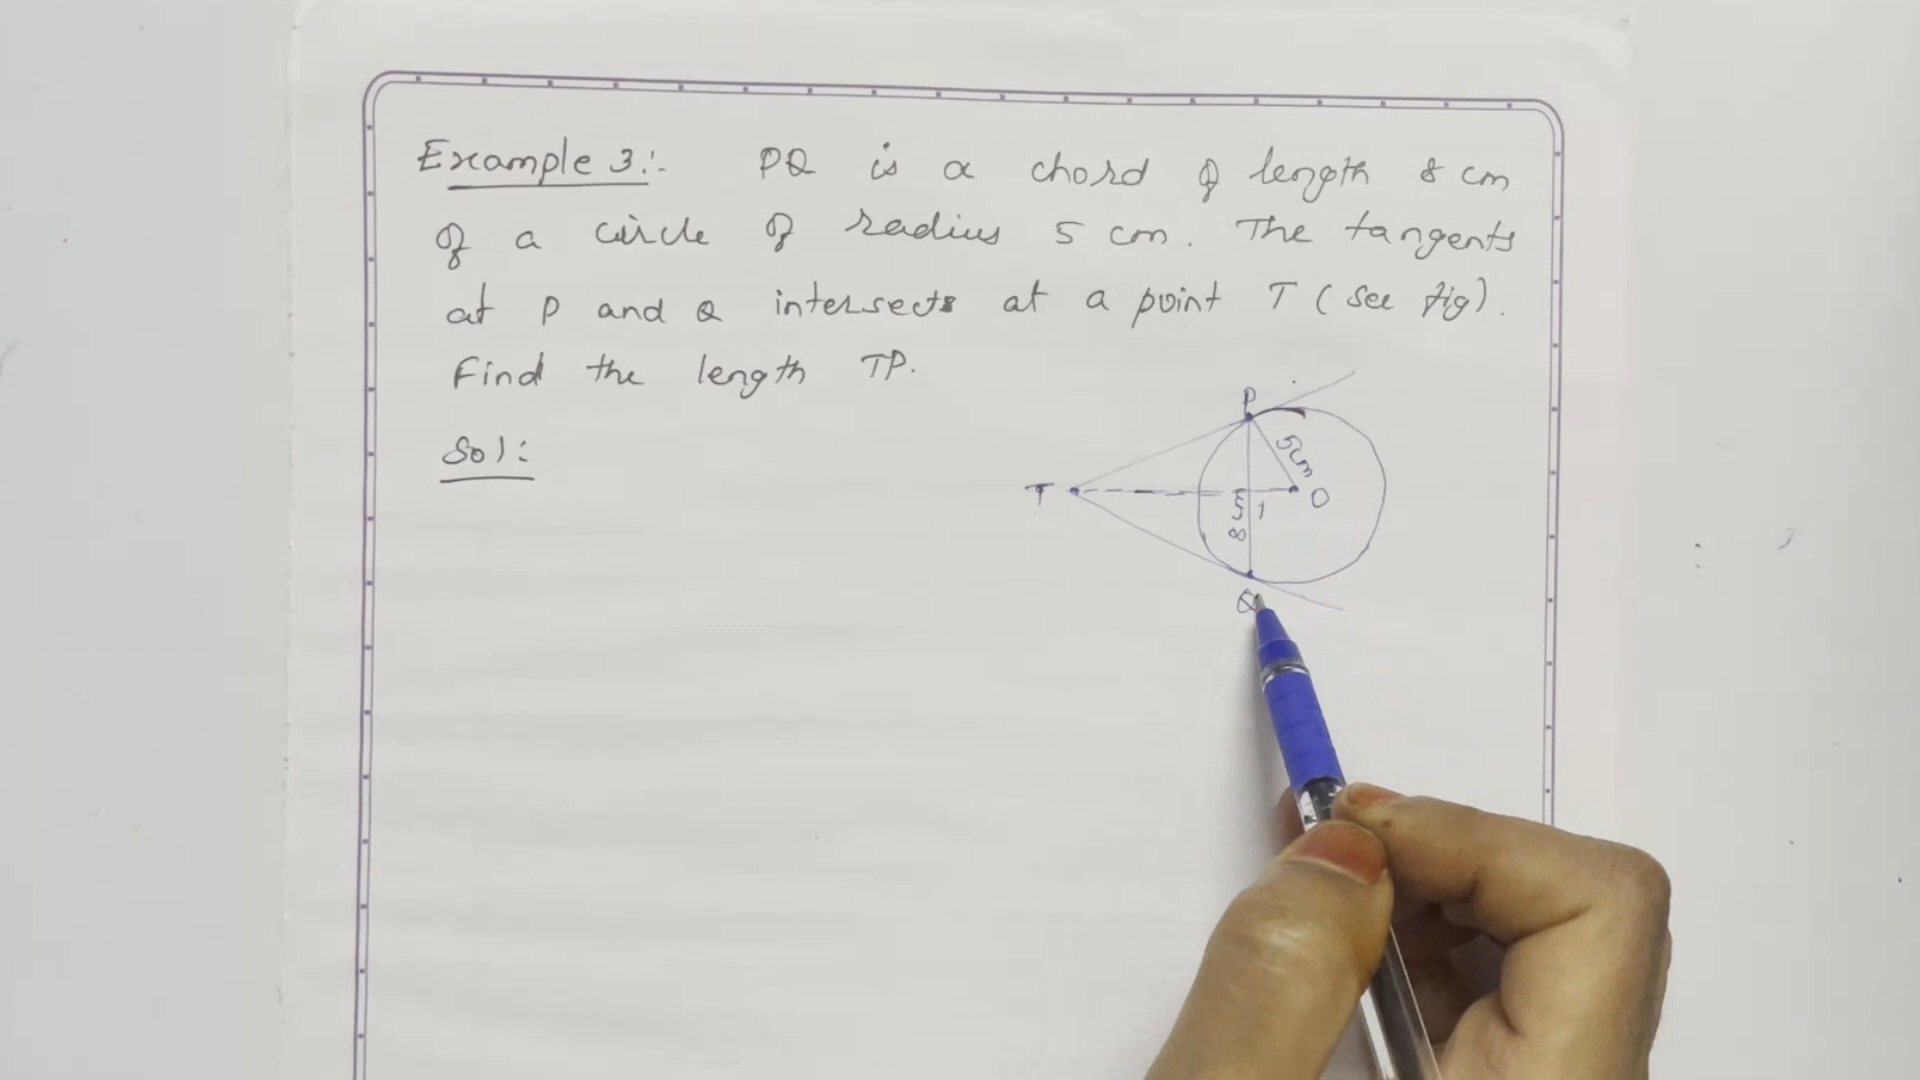 Example 3:- PQ is a chord of length 8 cm
of a circle of radius 5 cm. The tangents
at P and Q intersects at a point T (See fig).
Find the length TP.
Sol:
P
5cm
T
O
8
Q